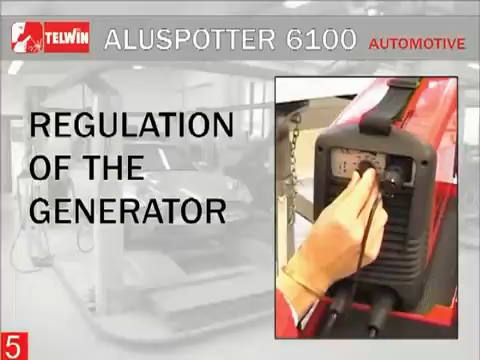 TELWIN
ALUSPOTTER 6100 AUTOMOTIVE
REGULATION
OF THE
GENERATOR
5